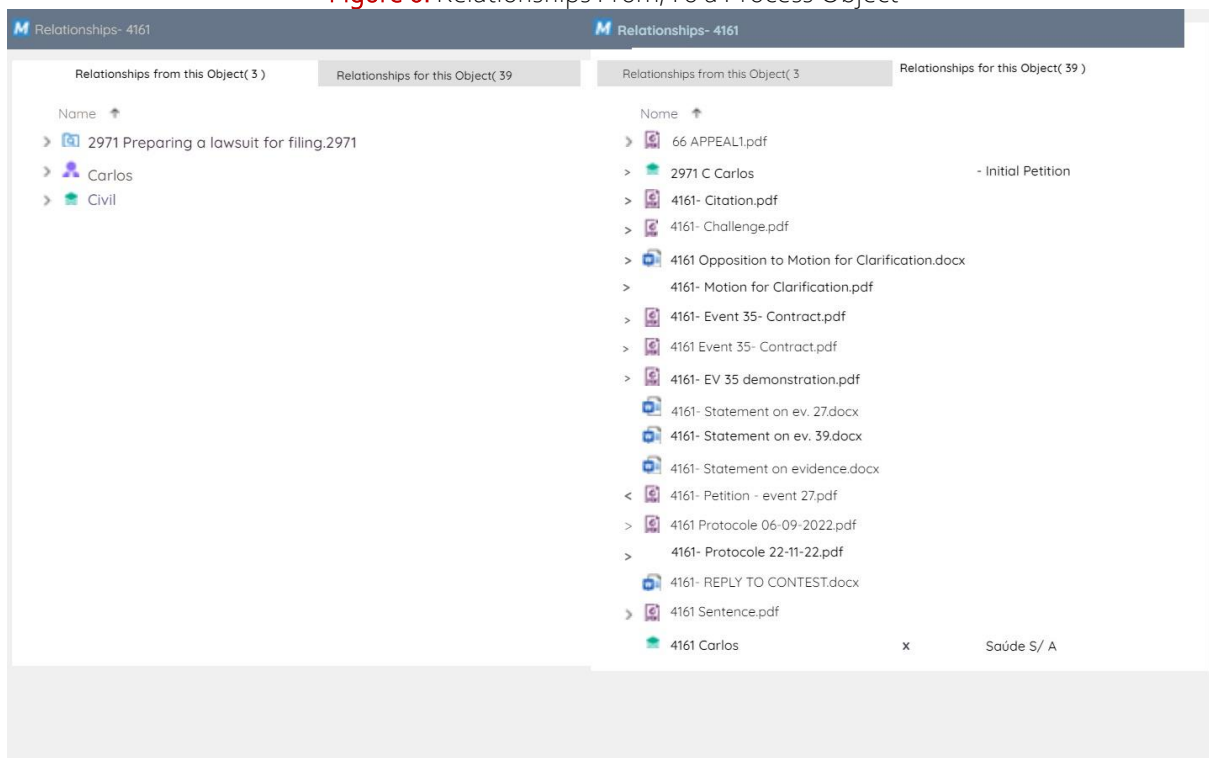 Figure Relationships From/To a Process Object
M Relationships- 4161
Relationships from this Object( 3 )
Relationships for this Object( 39
Name
2971 Preparing a lawsuit for filing.2971
Carlos
Civil
M Relationships- 4161
Relationships from this Object( 3
Relationships for this Object( 39 )
Nome
66 APPEAL1.pdf
2971 C Carlos - Initial Petition
4161- Citation.pdf
4161- Challenge.pdf
4161 Opposition to Motion for Clarification.docx
4161- Motion for Clarification.pdf
4161- Event 35- Contract.pdf
4161 Event 35- Contract.pdf
4161- EV 35 demonstration.pdf
4161- Statement on ev. 27.docx
4161- Statement on ev. 39.docx
4161- Statement on evidence.docx
4161- Petition - event 27.pdf
4161 Protocole 06-09-2022.pdf
4161- Protocole 22-11-22.pdf
4161- REPLY TO CONTEST.docx
4161 Sentence.pdf
4161 Carlos x Saúde S/ A